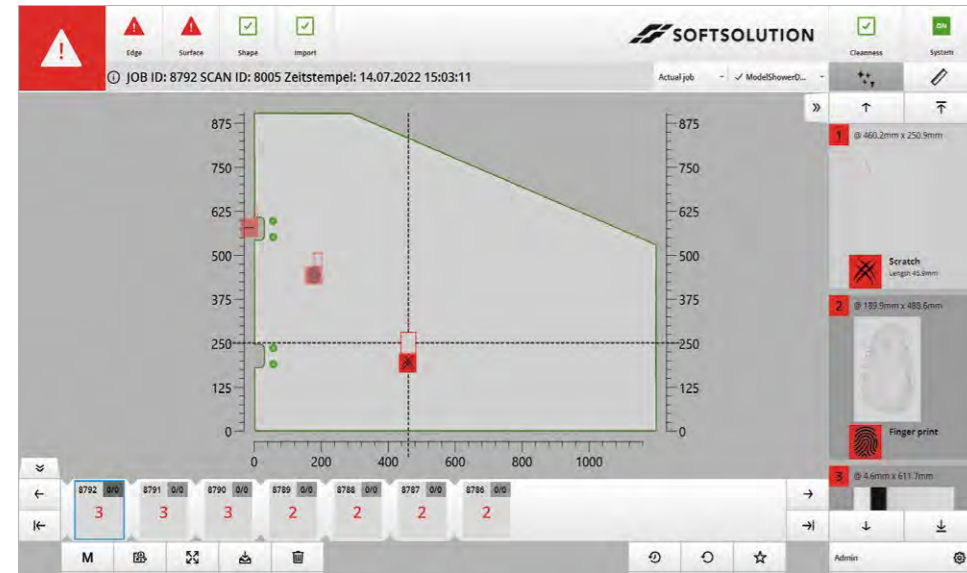 Edge
Surface
Shape
Import
SOFTSOLUTION
Cleanness
ON
System
JOB ID: 8792 SCAN ID: 8005 Zeitstempel: 14.07.2022 15:03:11
Actual job
ModelShowerD...
875
750
625
500
375
250
125
0
875
750
625
500
375
250
125
0
0 200 400 600 800 1000
1 @ 460.2mm x 250.9mm
Scratch
Length 45.9mm
2 @ 189.9mm x 488.6mm
Finger print
3 @ 4.6mm x 611.7mm
8792 0/0 8791 0/0 8790 0/0 8789 0/0 8788 0/0 8787 0/0 8786 0/0
3 3 3 2 2 2 2
M
Admin